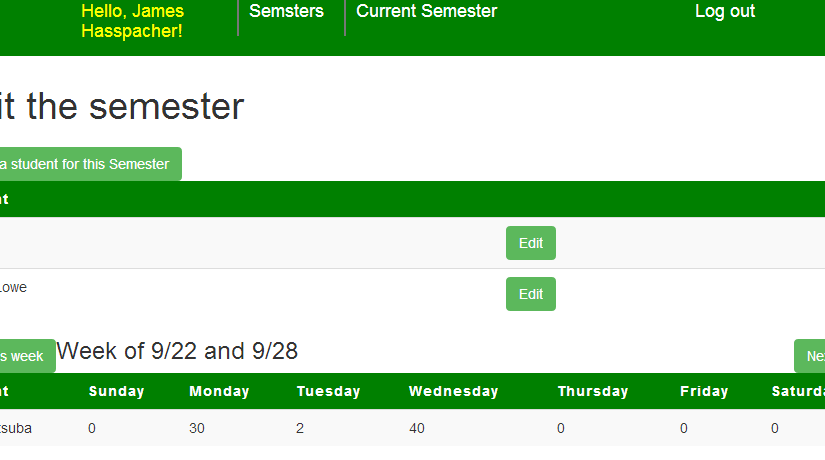 Hello, James
Hasspacher!
Semsters
Current Semester
Log out
it the semester
a student for this Semester
nt
Edit
Lowe
Edit
s week
Week of 9/22 and 9/28
Ne
nt Sunday Monday Tuesday Wednesday Thursday Friday Saturda
tsuba 0 30 2 40 0 0 0